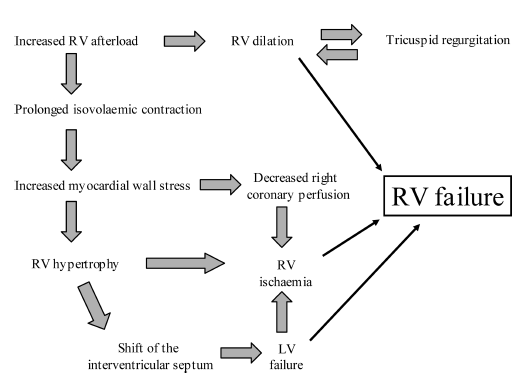 Increased RV afterload
RV dilation
Tricuspid regurgitation
Prolonged isovolaemic contraction
Increased myocardial wall stress
Decreased right
coronary perfusion
RV failure
RV hypertrophy
RV
ischaemia
Shift of the
interventricular septum
LV
failure